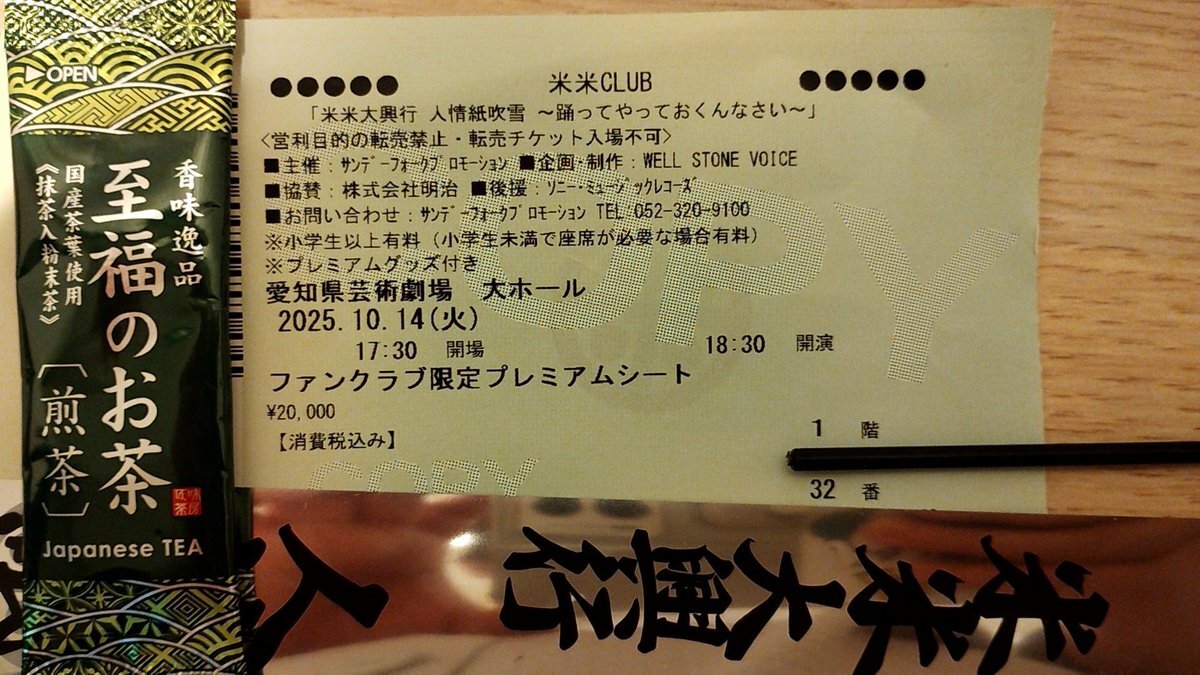 OPEN
香味逸品
至福のお茶
国産茶葉使用
《抹茶入粉末茶》
〔煎茶〕
味房
匠茶
Japanese TEA
●●●●● 米米CLUB ●●●●●
「米米大興行 人情紙吹雪 ～踊ってやっておくんなさい～」
<営利目的の転売禁止・転売チケット入場不可>
■主催：ｻﾝﾃﾞｰﾌｫｰｸﾌﾟﾛﾓｰｼｮﾝ ■企画・制作：WELL STONE VOICE
■協賛：株式会社明治 ■後援：ｿﾆｰ･ﾐｭｰｼﾞｯｸﾚｺｰｽﾞ
■お問い合わせ：ｻﾝﾃﾞｰﾌｫｰｸﾌﾟﾛﾓｰｼｮﾝ TEL 052-320-9100
※小学生以上有料（小学生未満で座席が必要な場合有料）
※プレミアムグッズ付き
愛知県芸術劇場 大ホール
2025.10.14(火)
17:30 開場 18:30 開演
ファンクラブ限定プレミアムシート
¥20,000
【消費税込み】
1 階
32 番
COPY
COPY
米米大興行 人